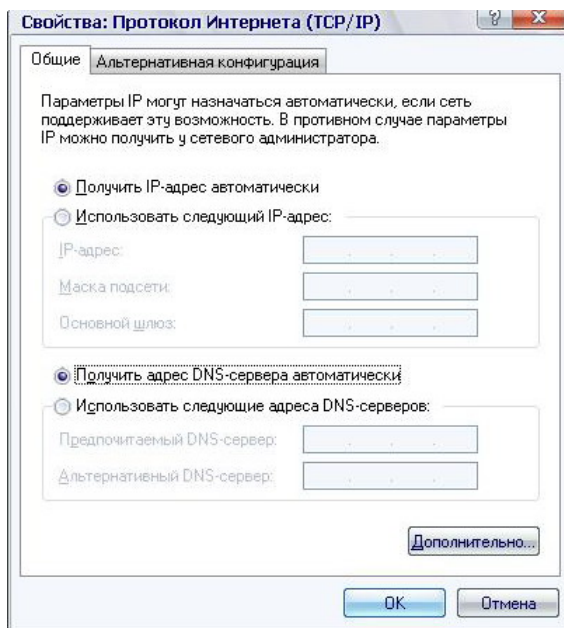 Свойства: Протокол Интернета (TCP/IP)
Общие
Альтернативная конфигурация
Параметры IP могут назначаться автоматически, если сеть
поддерживает эту возможность. В противном случае параметры
IP можно получить у сетевого администратора.
Получить IP-адрес автоматически
Использовать следующий IP-адрес:
IP-адрес:
Маска подсети:
Основной шлюз:
Получить адрес DNS-сервера автоматически
Использовать следующие адреса DNS-серверов:
Предпочитаемый DNS-сервер:
Альтернативный DNS-сервер:
Дополнительно...
OK
Отмена